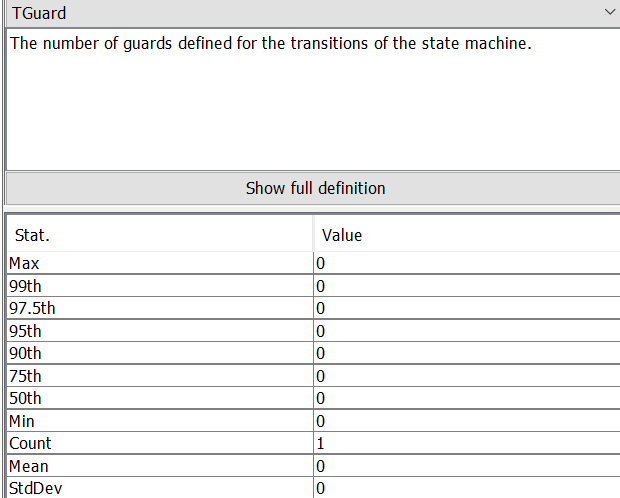 TGuard
The number of guards defined for the transitions of the state machine.
Show full definition
Stat. Value
Max 0
99th 0
97.5th 0
95th 0
90th 0
75th 0
50th 0
Min 0
Count 1
Mean 0
StdDev 0